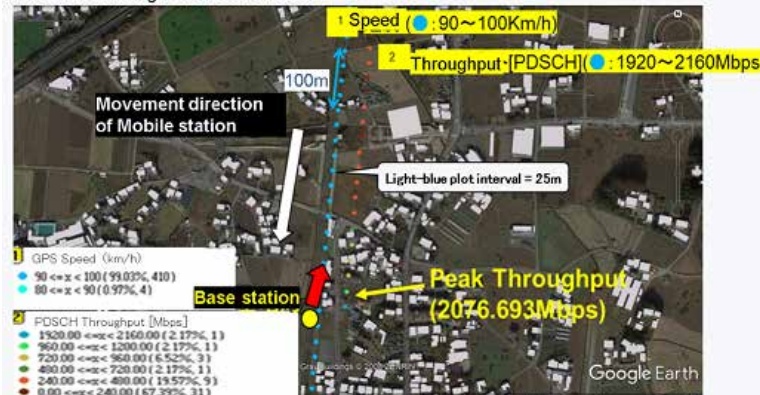 1 Speed (●: 90～100Km/h)
2 Throughput-[PDSCH](●: 1920～2160Mbps
100m
Movement direction
of Mobile station
Light-blue plot interval = 25m
1
GPS Speed (km/h)
90 <=x < 100 (99.03%, 410)
80 <=x < 90 (0.97%, 4)
Base station
Peak Throughput
(2076.693Mbps)
2
PDSCH Throughput [Mbps]
1920.00 <=x< 2160.00 ( 2.17%, 1)
960.00 <=x< 1200.00 ( 2.17%, 1)
720.00 <=x< 960.00 ( 6.52%, 3)
480.00 <=x< 720.00 ( 2.17%, 1)
240.00 <=x< 480.00 ( 19.57%, 9)
0.00 <=x< 240.00 ( 67.39%, 31)
Google Earth